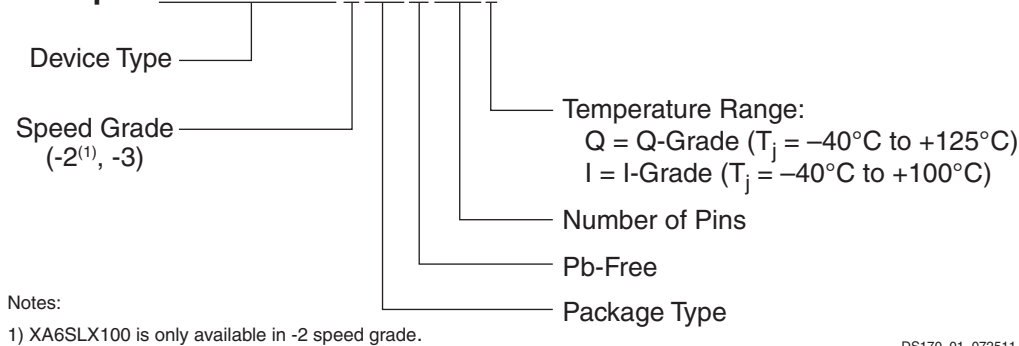 Device Type
Speed Grade
(-2(1), -3)
Temperature Range:
Q = Q-Grade (Tj = –40°C to +125°C)
I = I-Grade (Tj = –40°C to +100°C)
Number of Pins
Pb-Free
Package Type
Notes:
1) XA6SLX100 is only available in -2 speed grade.